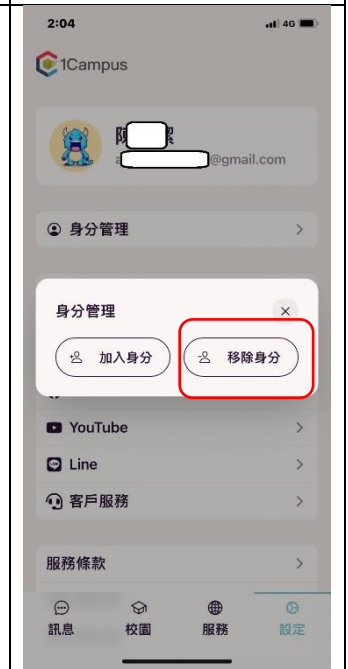 2:04 4G
1Campus
陳 潔
a @gmail.com
身分管理
身分管理
加入身分 移除身分
YouTube
Line
客戶服務
服務條款
訊息 校園 服務 設定